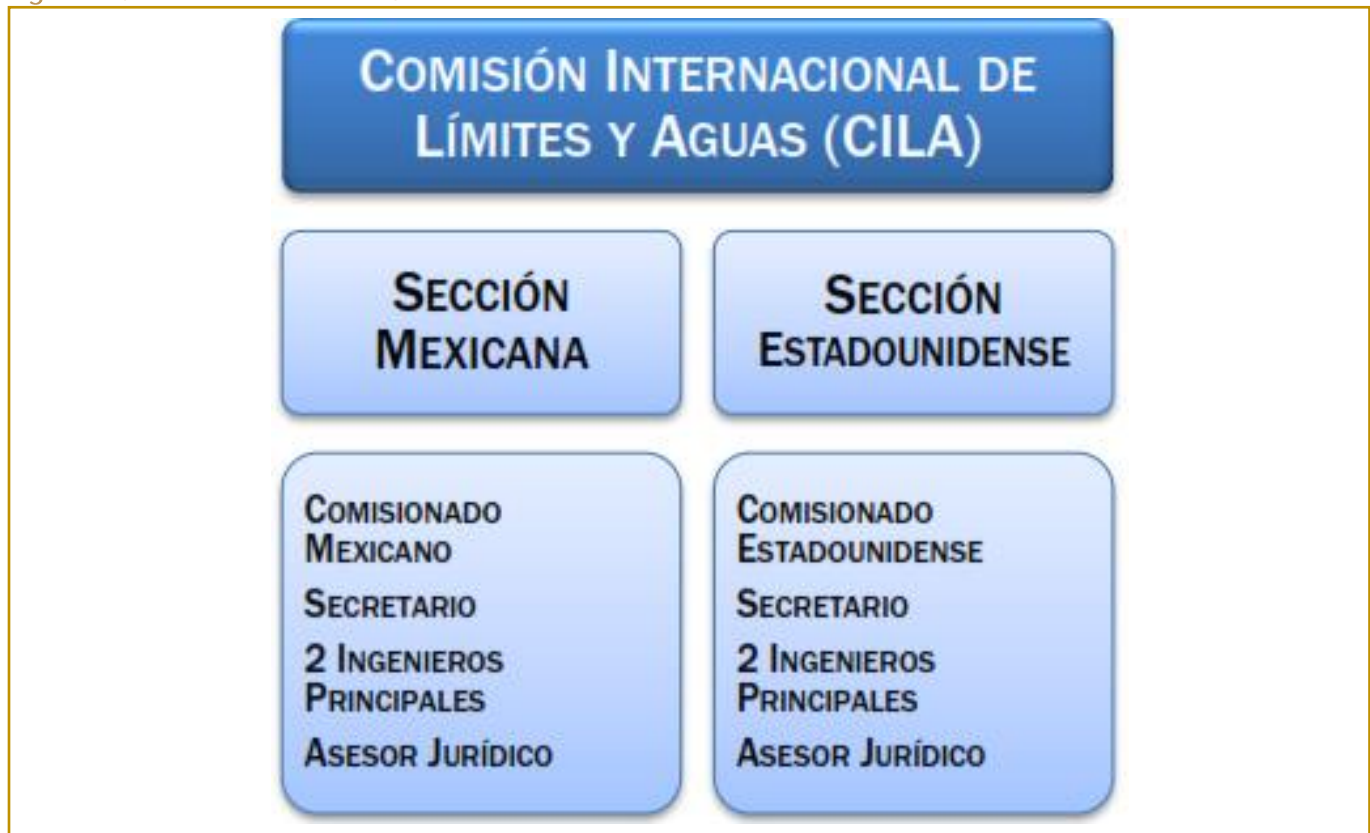 COMISIÓN INTERNACIONAL DE
LÍMITES Y AGUAS (CILA)
SECCIÓN
MEXICANA
SECCIÓN
ESTADOUNIDENSE
COMISIONADO
MEXICANO
SECRETARIO
2 INGENIEROS
PRINCIPALES
ASESOR JURÍDICO
COMISIONADO
ESTADOUNIDENSE
SECRETARIO
2 INGENIEROS
PRINCIPALES
ASESOR JURÍDICO